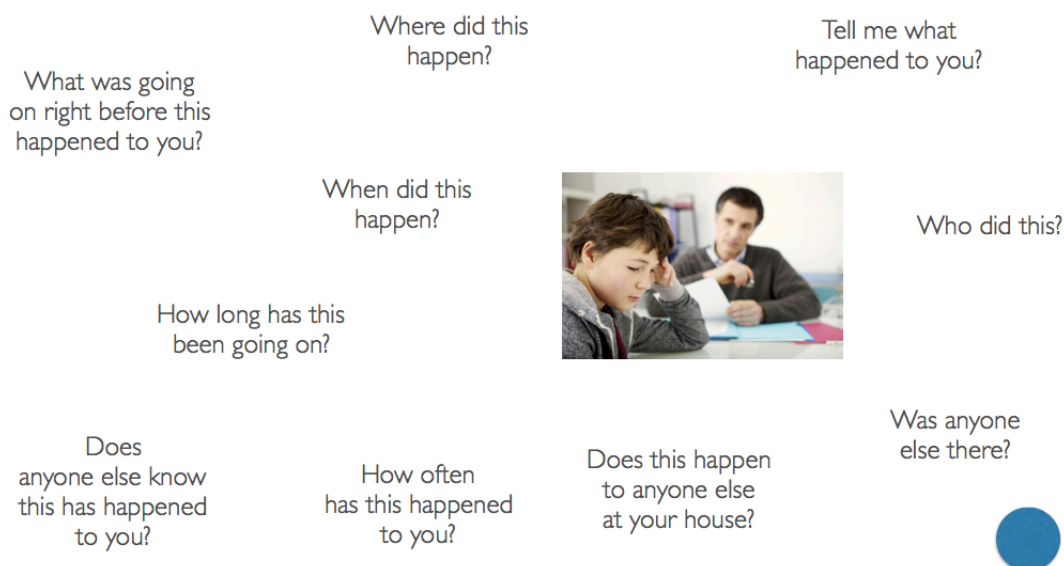 Where did this
happen?
Tell me what
happened to you?
What was going
on right before this
happened to you?
When did this
happen?
Who did this?
How long has this
been going on?
Was anyone
else there?
Does
anyone else know
this has happened
to you?
How often
has this happened
to you?
Does this happen
to anyone else
at your house?